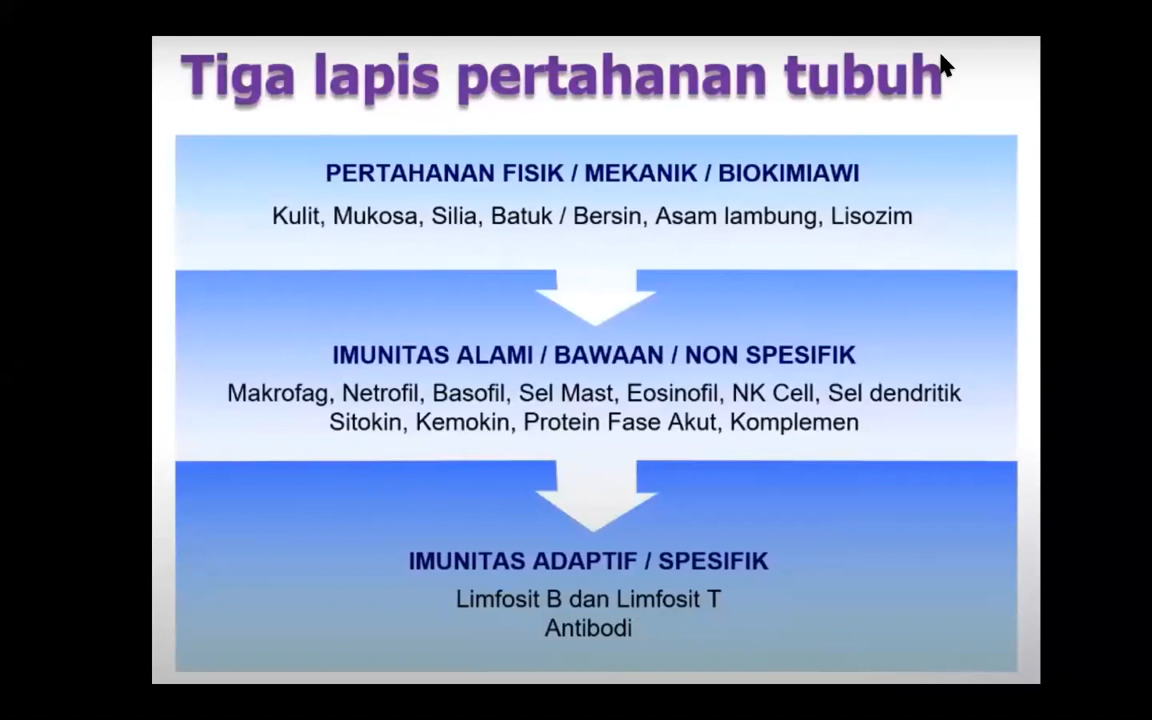 Tiga lapis pertahanan tubuh
PERTAHANAN FISIK / MEKANIK / BIOKIMIAWI
Kulit, Mukosa, Silia, Batuk / Bersin, Asam lambung, Lisozim
IMUNITAS ALAMI / BAWAAN / NON SPESIFIK
Makrofag, Netrofil, Basofil, Sel Mast, Eosinofil, NK Cell, Sel dendritik
Sitokin, Kemokin, Protein Fase Akut, Komplemen
IMUNITAS ADAPTIF / SPESIFIK
Limfosit B dan Limfosit T
Antibodi